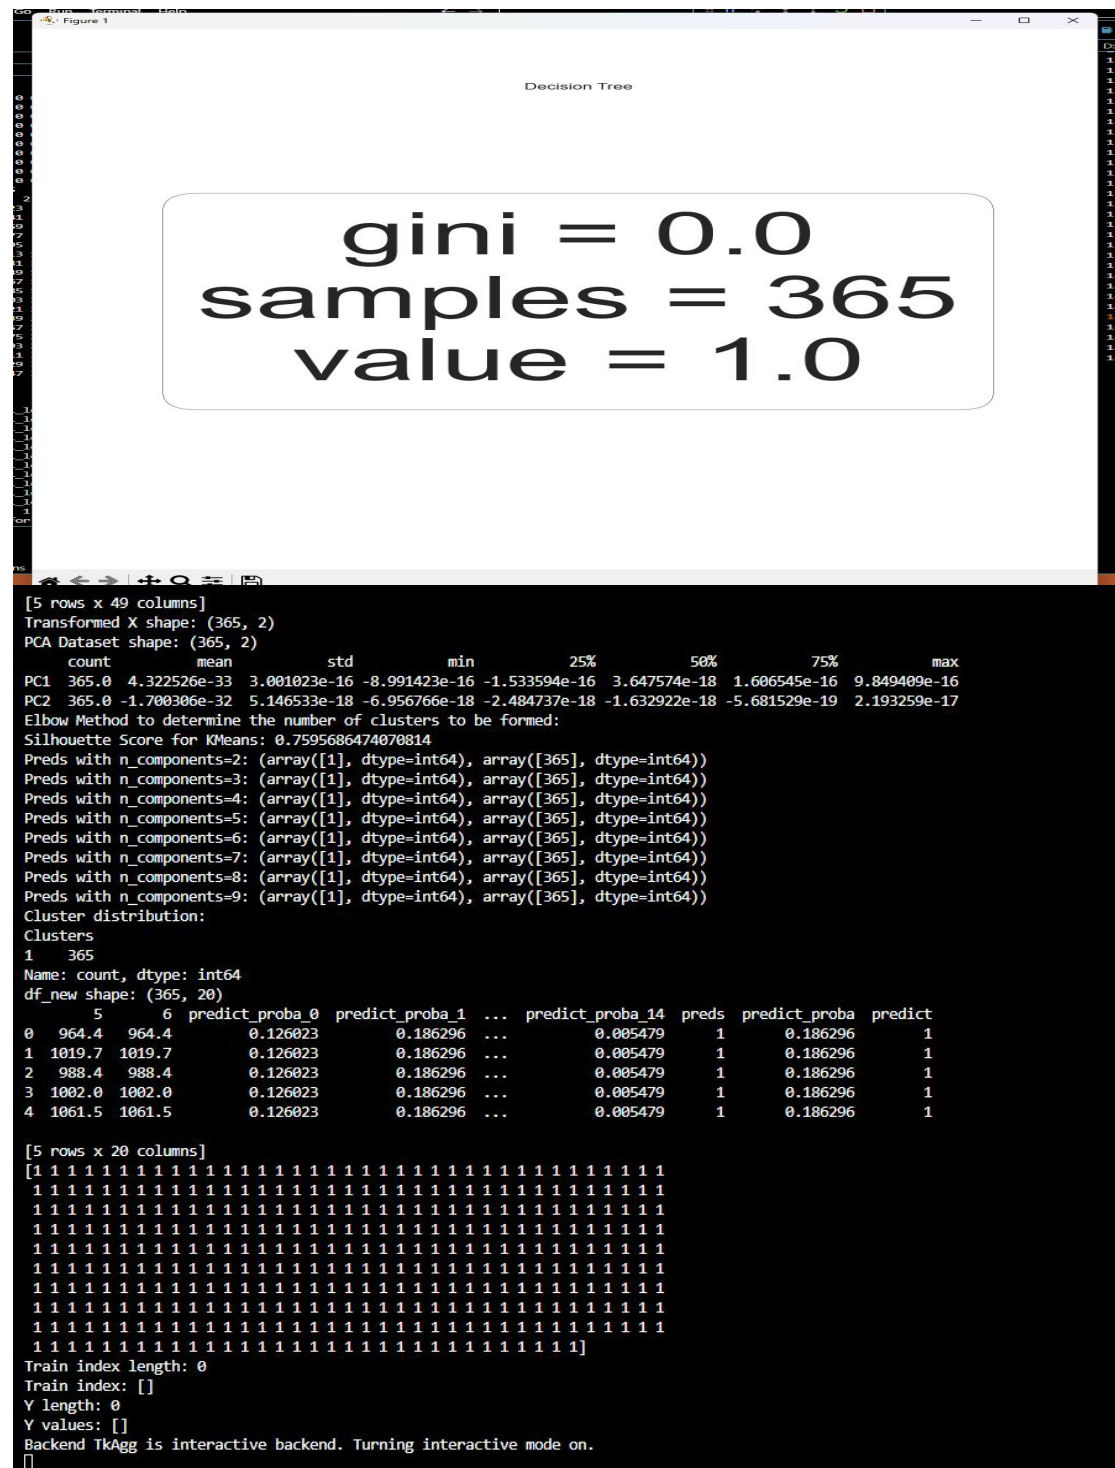 Go Run Terminal Help
Figure 1
Decision Tree
gini = 0.0
samples = 365
value = 1.0
[5 rows x 49 columns]
Transformed X shape: (365, 2)
PCA Dataset shape: (365, 2)
count mean std min 25% 50% 75% max
PC1 365.0 4.322526e-33 3.001023e-16 -8.991423e-16 -1.533594e-16 3.647574e-18 1.606545e-16 9.849409e-16
PC2 365.0 -1.700306e-32 5.146533e-18 -6.956766e-18 -2.484737e-18 -1.632922e-18 -5.681529e-19 2.193259e-17
Elbow Method to determine the number of clusters to be formed:
Silhouette Score for KMeans: 0.7595686474070814
Preds with n_components=2: (array([1], dtype=int64), array([365], dtype=int64))
Preds with n_components=3: (array([1], dtype=int64), array([365], dtype=int64))
Preds with n_components=4: (array([1], dtype=int64), array([365], dtype=int64))
Preds with n_components=5: (array([1], dtype=int64), array([365], dtype=int64))
Preds with n_components=6: (array([1], dtype=int64), array([365], dtype=int64))
Preds with n_components=7: (array([1], dtype=int64), array([365], dtype=int64))
Preds with n_components=8: (array([1], dtype=int64), array([365], dtype=int64))
Preds with n_components=9: (array([1], dtype=int64), array([365], dtype=int64))
Cluster distribution:
Clusters
1 365
Name: count, dtype: int64
df_new shape: (365, 20)
5 6 predict_proba_0 predict_proba_1 ... predict_proba_14 preds predict_proba predict
0 964.4 964.4 0.126023 0.186296 ... 0.005479 1 0.186296 1
1 1019.7 1019.7 0.126023 0.186296 ... 0.005479 1 0.186296 1
2 988.4 988.4 0.126023 0.186296 ... 0.005479 1 0.186296 1
3 1002.0 1002.0 0.126023 0.186296 ... 0.005479 1 0.186296 1
4 1061.5 1061.5 0.126023 0.186296 ... 0.005479 1 0.186296 1
[5 rows x 20 columns]
[1 1 1 1 1 1 1 1 1 1 1 1 1 1 1 1 1 1 1 1 1 1 1 1 1 1 1 1 1 1 1 1 1 1 1 1 1
1 1 1 1 1 1 1 1 1 1 1 1 1 1 1 1 1 1 1 1 1 1 1 1 1 1 1 1 1 1 1 1 1 1 1 1 1
1 1 1 1 1 1 1 1 1 1 1 1 1 1 1 1 1 1 1 1 1 1 1 1 1 1 1 1 1 1 1 1 1 1 1 1 1
1 1 1 1 1 1 1 1 1 1 1 1 1 1 1 1 1 1 1 1 1 1 1 1 1 1 1 1 1 1 1 1 1 1 1 1 1
1 1 1 1 1 1 1 1 1 1 1 1 1 1 1 1 1 1 1 1 1 1 1 1 1 1 1 1 1 1 1 1 1 1 1 1 1
1 1 1 1 1 1 1 1 1 1 1 1 1 1 1 1 1 1 1 1 1 1 1 1 1 1 1 1 1 1 1 1 1 1 1 1 1
1 1 1 1 1 1 1 1 1 1 1 1 1 1 1 1 1 1 1 1 1 1 1 1 1 1 1 1 1 1 1 1 1 1 1 1 1
1 1 1 1 1 1 1 1 1 1 1 1 1 1 1 1 1 1 1 1 1 1 1 1 1 1 1 1 1 1 1 1 1 1 1 1 1
1 1 1 1 1 1 1 1 1 1 1 1 1 1 1 1 1 1 1 1 1 1 1 1 1 1 1 1 1 1 1 1 1 1 1 1 1
1 1 1 1 1 1 1 1 1 1 1 1 1 1 1 1 1 1 1 1 1 1 1 1 1 1 1 1 1 1 1 1]
Train index length: 0
Train index: []
Y length: 0
Y values: []
Backend TkAgg is interactive backend. Turning interactive mode on.